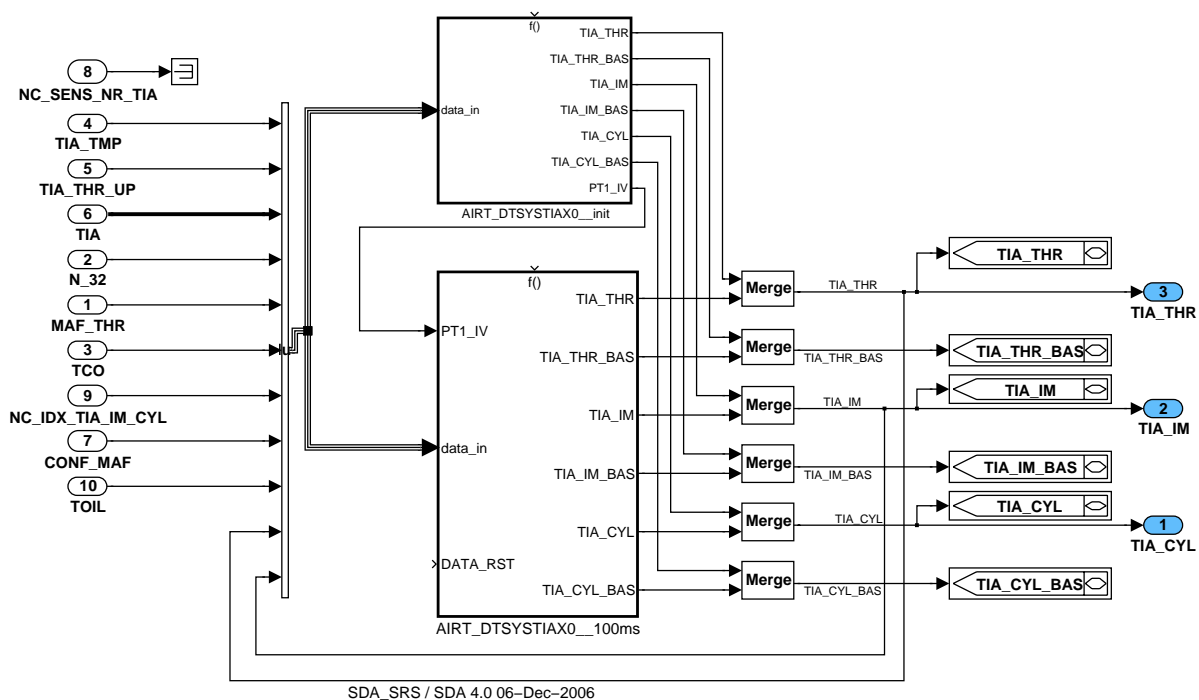 f()
TIA_THR
TIA_THR_BAS
TIA_IM
TIA_IM_BAS
TIA_CYL
TIA_CYL_BAS
PT1_IV
data_in
AIRT_DTSYSTIAX0__init
8
NC_SENS_NR_TIA
4
TIA_TMP
5
TIA_THR_UP
6
TIA
2
N_32
1
MAF_THR
3
TCO
9
NC_IDX_TIA_IM_CYL
7
CONF_MAF
10
TOIL
f()
PT1_IV
data_in
DATA_RST
TIA_THR
TIA_THR_BAS
TIA_IM
TIA_IM_BAS
TIA_CYL
TIA_CYL_BAS
AIRT_DTSYSTIAX0__100ms
Merge
TIA_THR
TIA_THR
3
TIA_THR
Merge
TIA_THR_BAS
TIA_THR_BAS
Merge
TIA_IM
TIA_IM
2
TIA_IM
Merge
TIA_IM_BAS
TIA_IM_BAS
Merge
TIA_CYL
TIA_CYL
1
TIA_CYL
Merge
TIA_CYL_BAS
TIA_CYL_BAS
SDA_SRS / SDA 4.0 06−Dec−2006